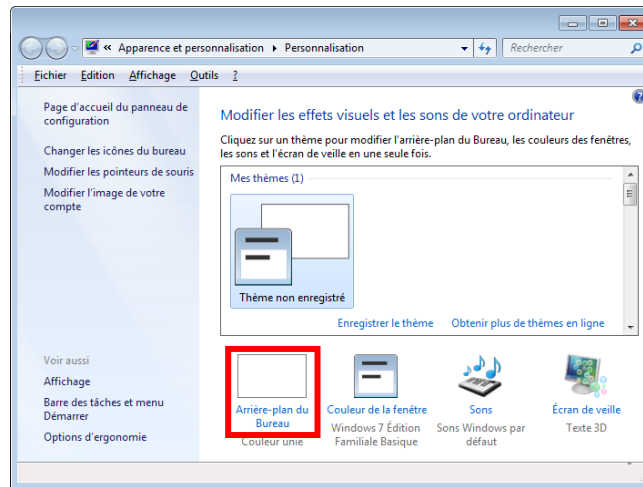 « Apparence et personnalisation ▸ Personnalisation
Rechercher
Fichier Edition Affichage Outils ?
Page d'accueil du panneau de
configuration
Changer les icônes du bureau
Modifier les pointeurs de souris
Modifier l'image de votre
compte
Modifier les effets visuels et les sons de votre ordinateur
Cliquez sur un thème pour modifier l'arrière-plan du Bureau, les couleurs des fenêtres,
les sons et l'écran de veille en une seule fois.
Mes thèmes (1)
Thème non enregistré
Enregistrer le thème Obtenir plus de thèmes en ligne
Voir aussi
Affichage
Barre des tâches et menu
Démarrer
Options d'ergonomie
Arrière-plan du
Bureau
Couleur unie
Couleur de la fenêtre
Windows 7 Édition
Familiale Basique
Sons
Sons Windows par
défaut
Écran de veille
Texte 3D